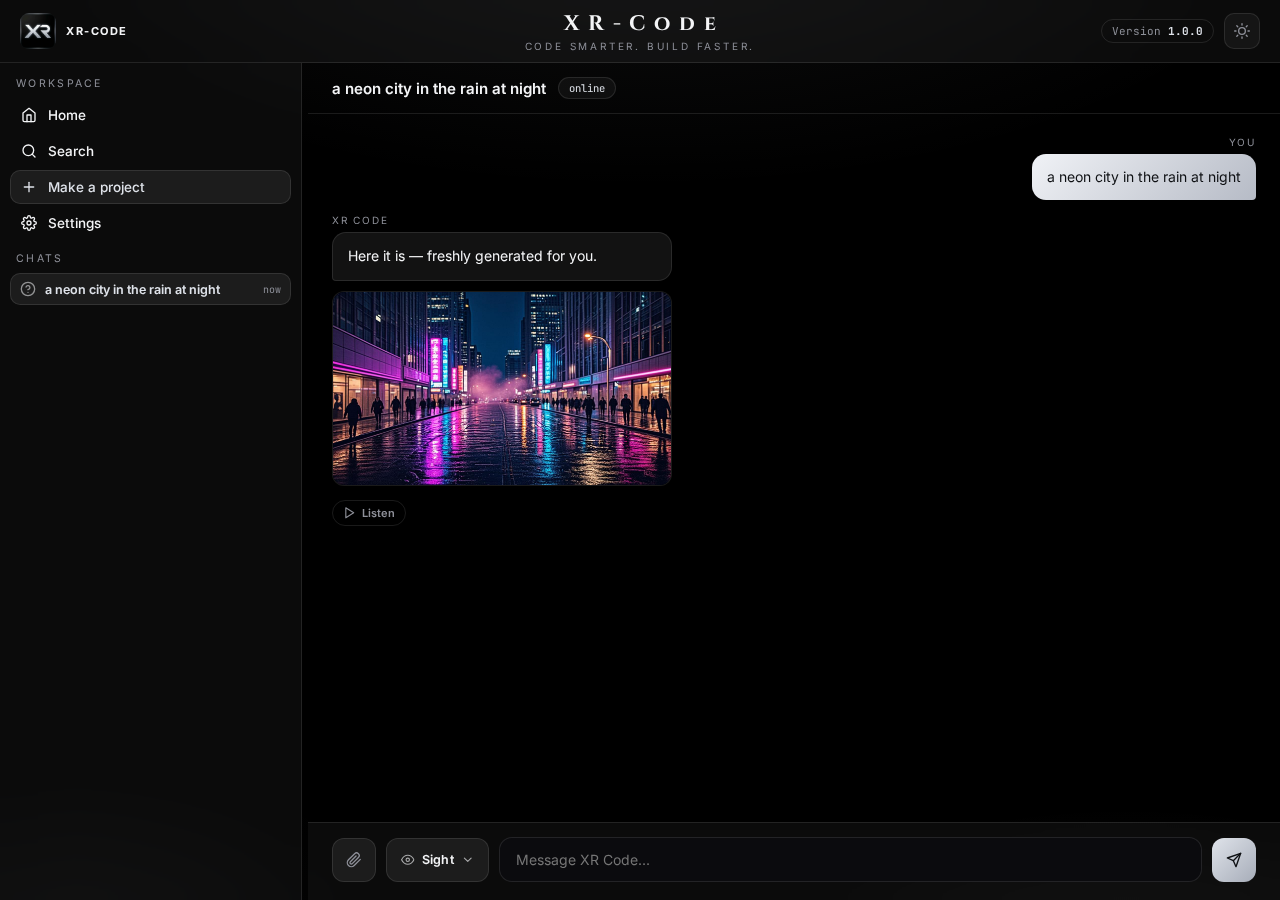 XR
XR-CODE
XR-CODE
CODE SMARTER. BUILD FASTER.
Version 1.0.0
WORKSPACE
Home
Search
Make a project
Settings
CHATS
a neon city in the rain at night
now
a neon city in the rain at night
online
YOU
a neon city in the rain at night
XR CODE
Here it is — freshly generated for you.
Listen
Sight
Message XR Code...